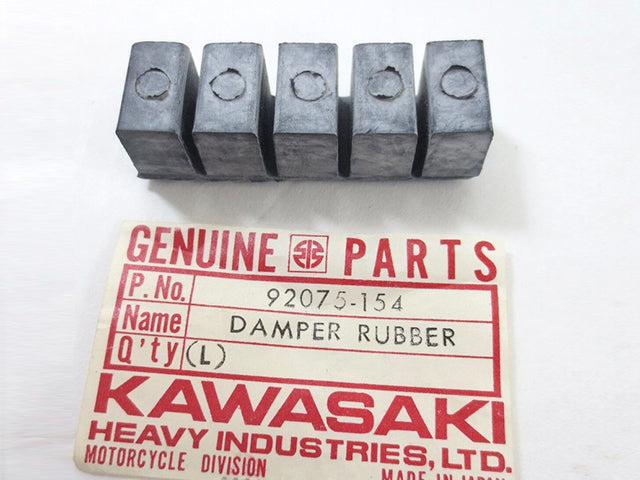 GENUINE PARTS
P. No. 92075-154
Name DAMPER RUBBER
Q'ty (L)
KAWASAKI
HEAVY INDUSTRIES, LTD.
MOTORCYCLE DIVISION MADE IN JAPAN